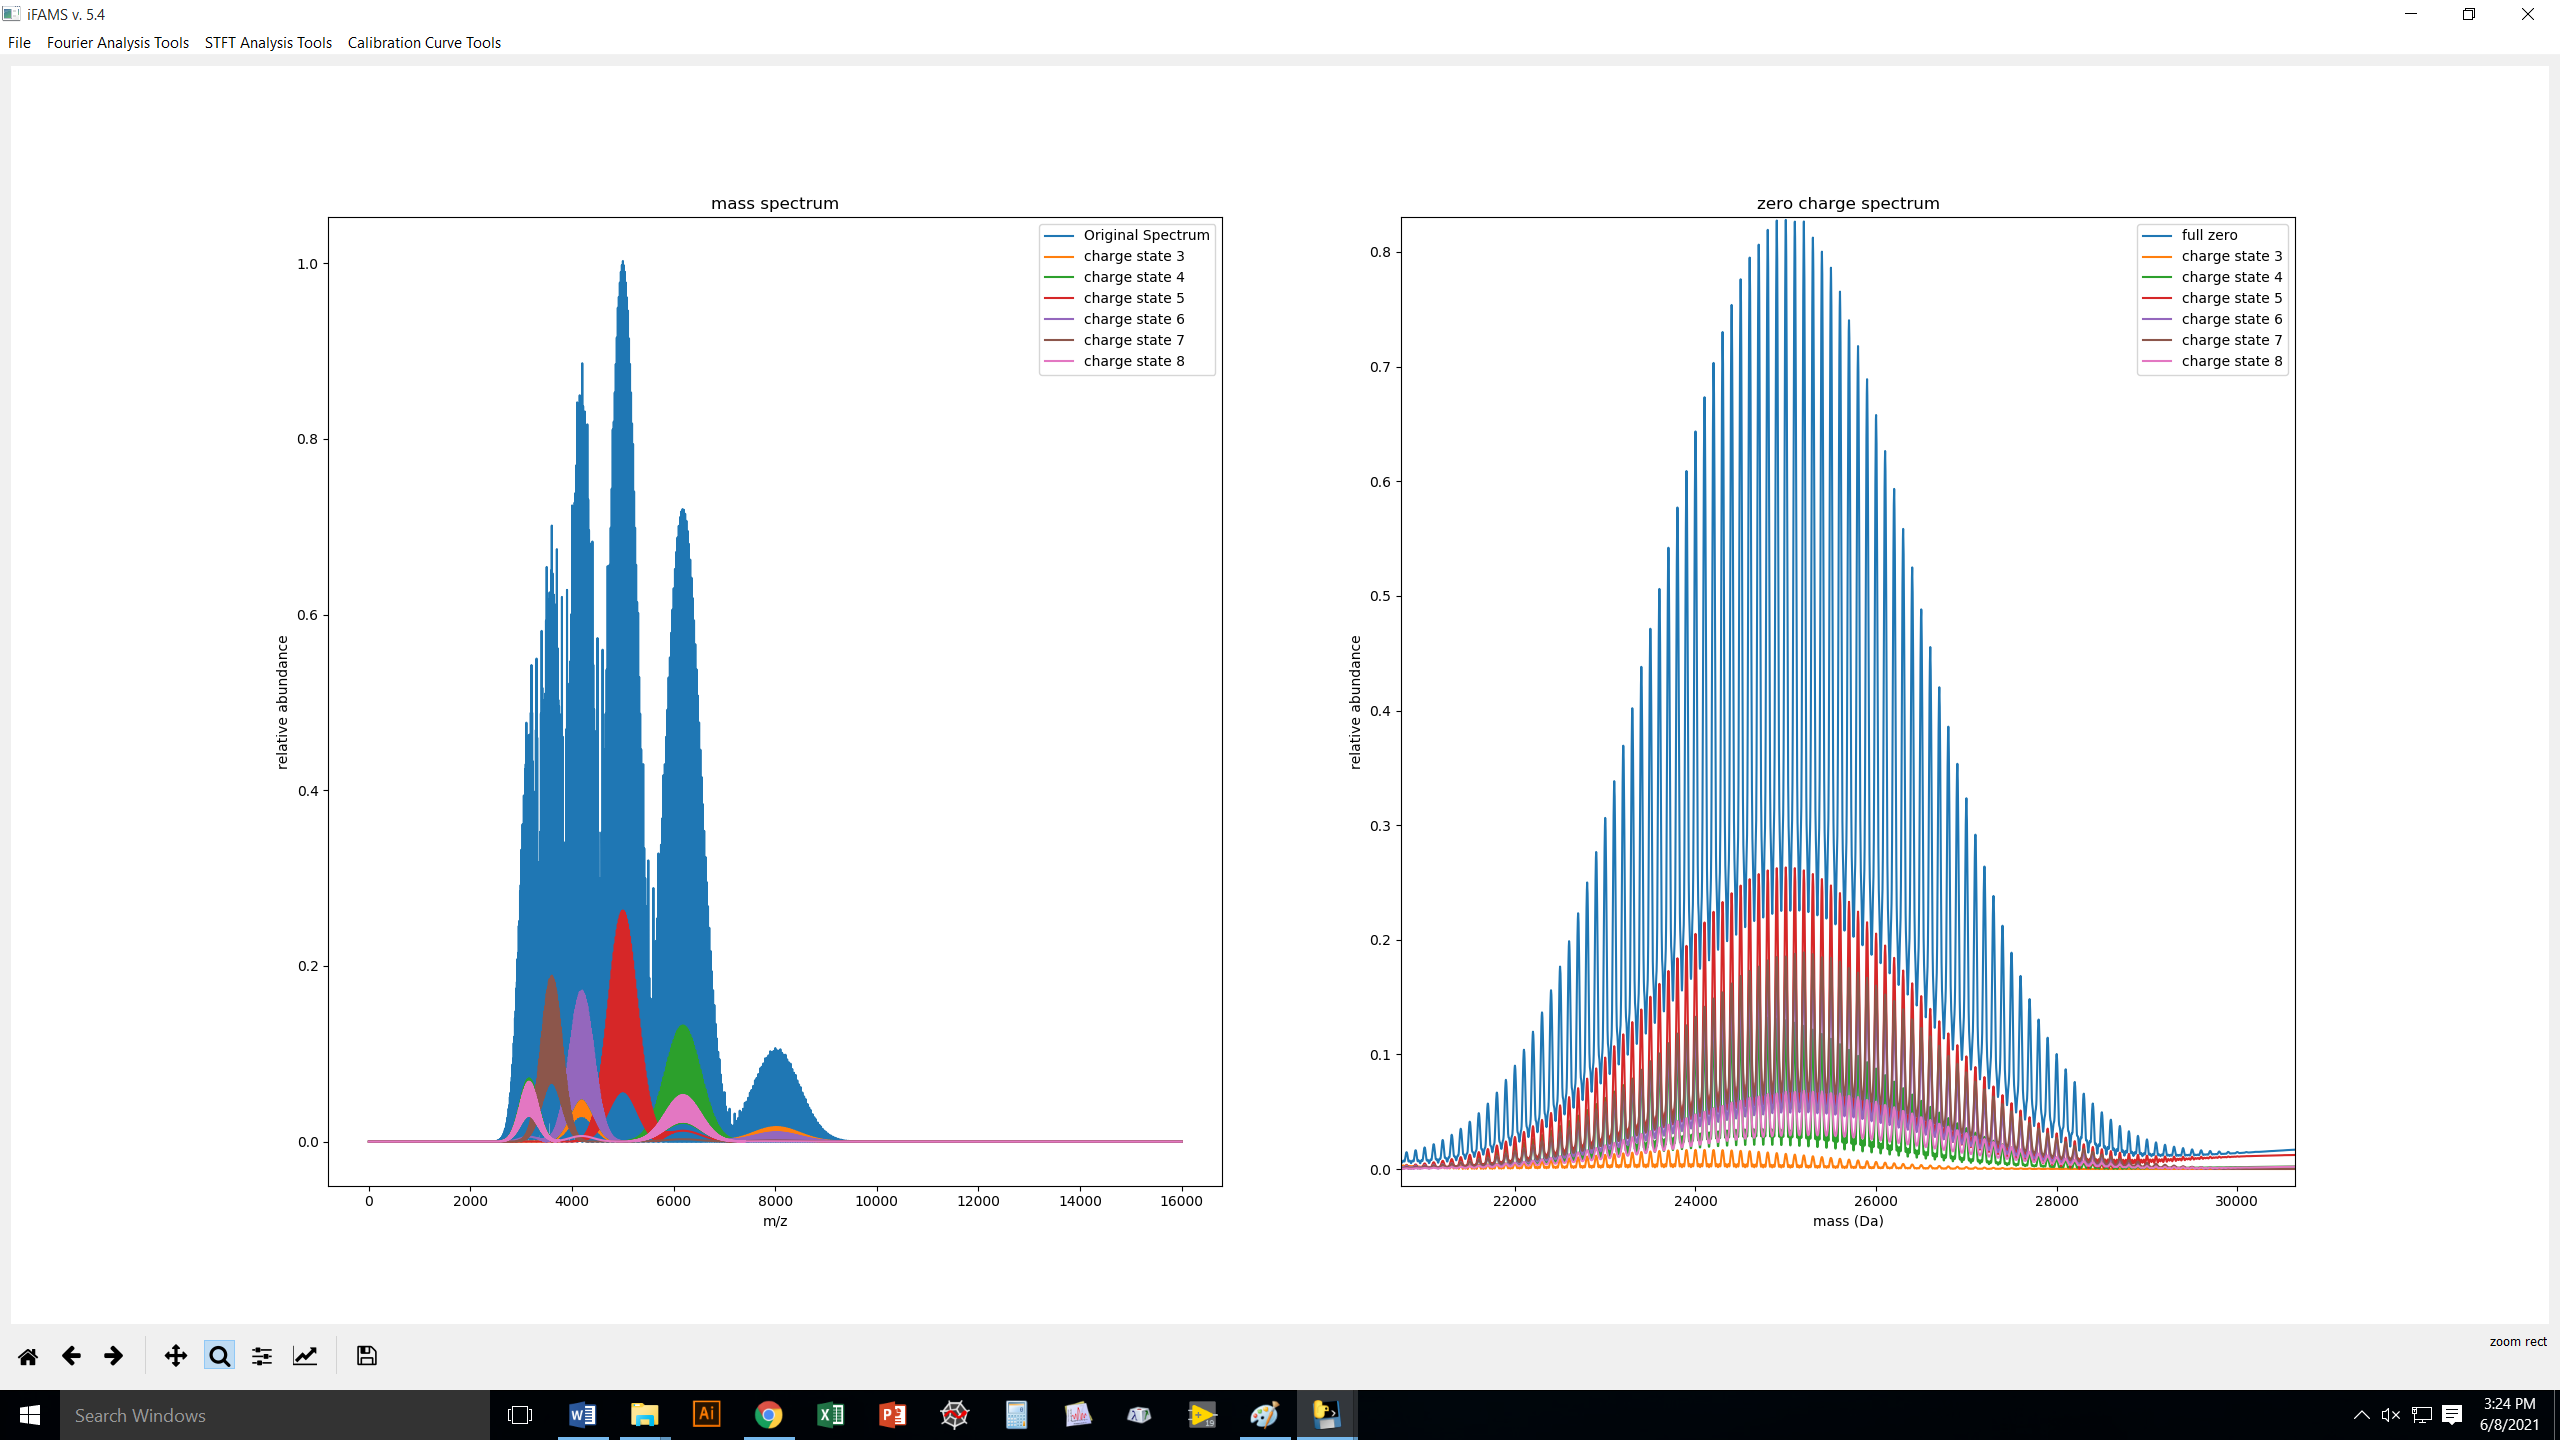 iFAMS v. 5.4
File Fourier Analysis Tools STFT Analysis Tools Calibration Curve Tools
mass spectrum
relative abundance
1.0
0.8
0.6
0.4
0.2
0.0
Original Spectrum
charge state 3
charge state 4
charge state 5
charge state 6
charge state 7
charge state 8
0 2000 4000 6000 8000 10000 12000 14000 16000
m/z
zero charge spectrum
relative abundance
0.8
0.7
0.6
0.5
0.4
0.3
0.2
0.1
0.0
full zero
charge state 3
charge state 4
charge state 5
charge state 6
charge state 7
charge state 8
22000 24000 26000 28000 30000
mass (Da)
zoom rect
Search Windows
Ai
19
3:24 PM
6/8/2021